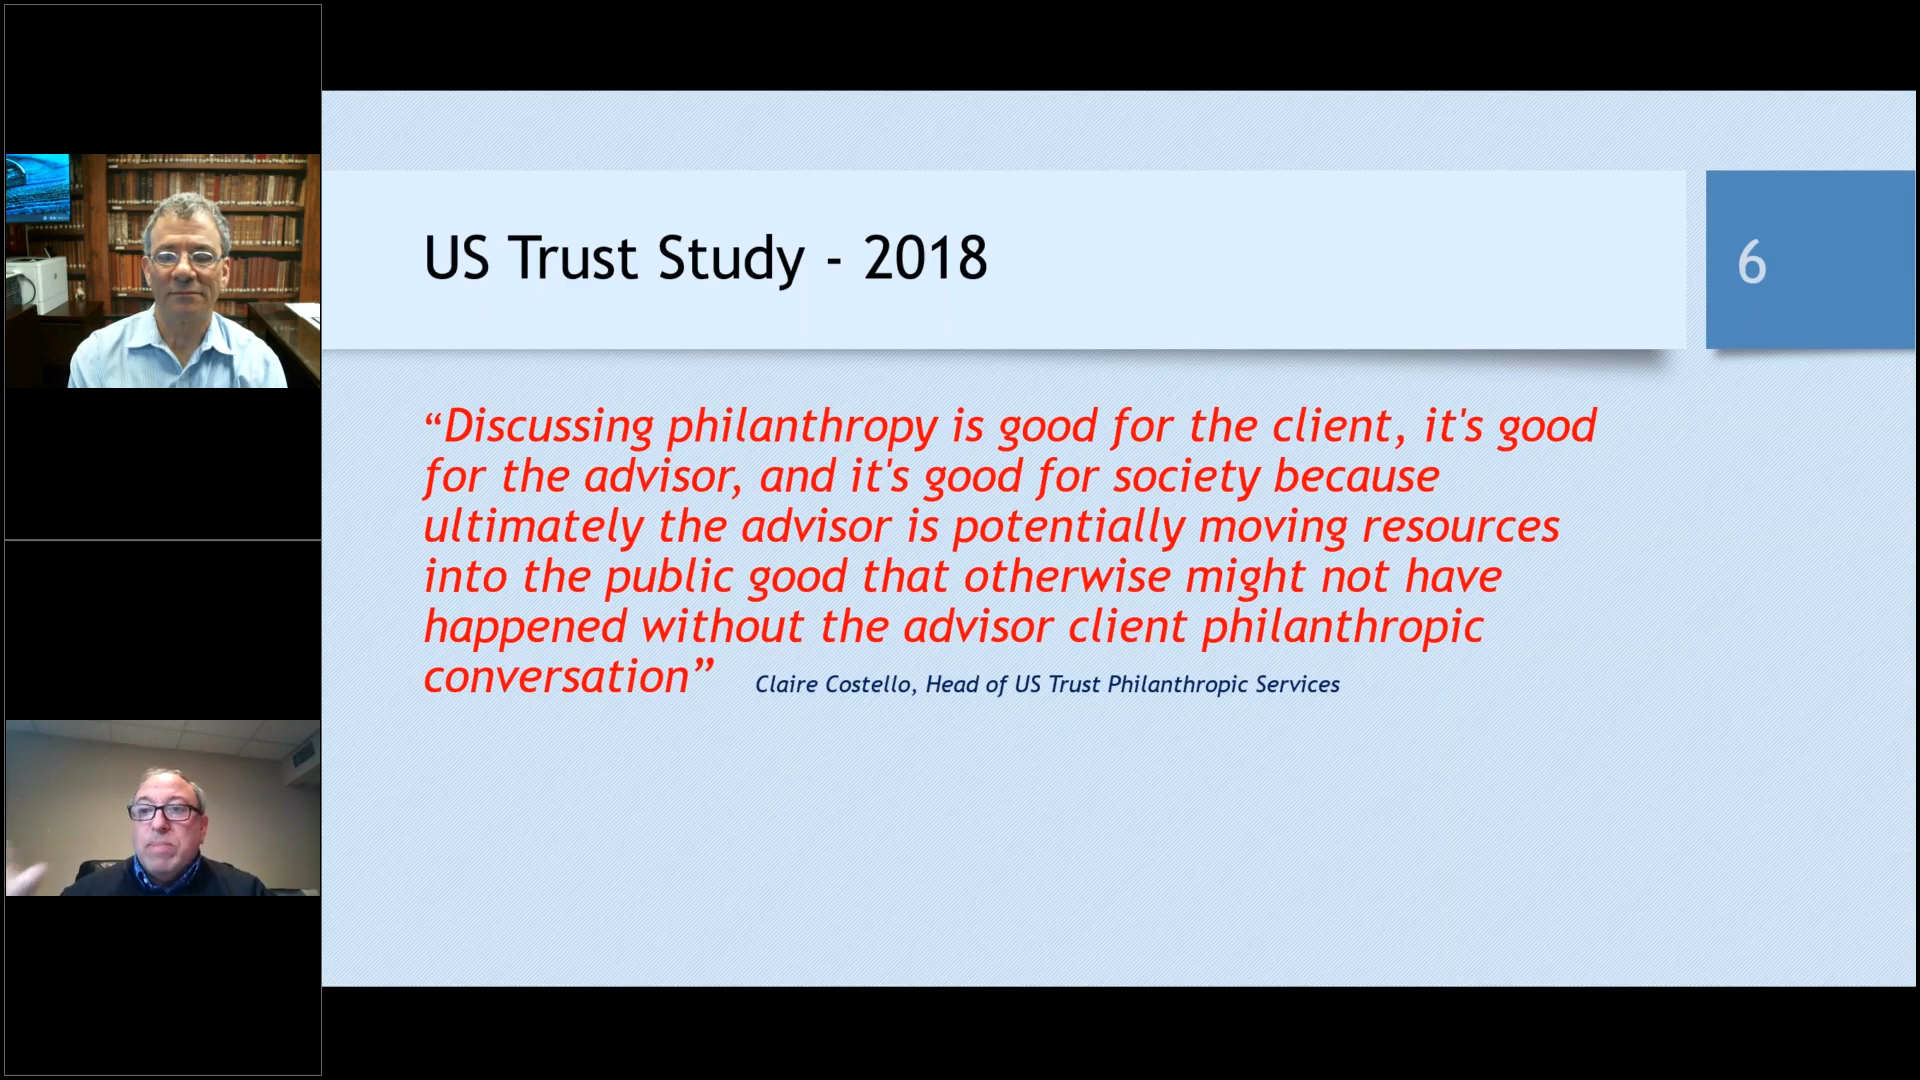 US Trust Study - 2018
6
“Discussing philanthropy is good for the client, it's good
for the advisor, and it's good for society because
ultimately the advisor is potentially moving resources
into the public good that otherwise might not have
happened without the advisor client philanthropic
conversation” Claire Costello, Head of US Trust Philanthropic Services